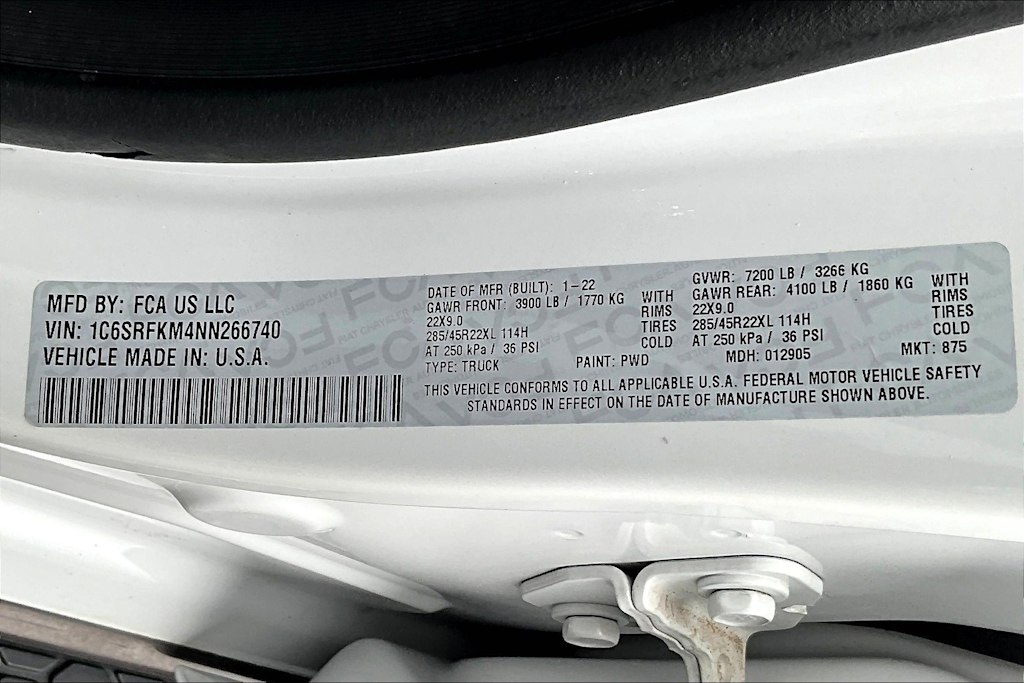 MFD BY: FCA US LLC
VIN: 1C6SRFKM4NN266740
VEHICLE MADE IN: U.S.A.
DATE OF MFR (BUILT): 1-22
GAWR FRONT: 3900 LB / 1770 KG WITH
22X9.0 RIMS
285/45R22XL 114H TIRES
AT 250 kPa / 36 PSI COLD
TYPE: TRUCK PAINT: PWD
GVWR: 7200 LB / 3266 KG
GAWR REAR: 4100 LB / 1860 KG WITH
22X9.0 RIMS
285/45R22XL 114H TIRES
AT 250 kPa / 36 PSI COLD
MDH: 012905 MKT: 875
THIS VEHICLE CONFORMS TO ALL APPLICABLE U.S.A. FEDERAL MOTOR VEHICLE SAFETY
STANDARDS IN EFFECT ON THE DATE OF MANUFACTURE SHOWN ABOVE.